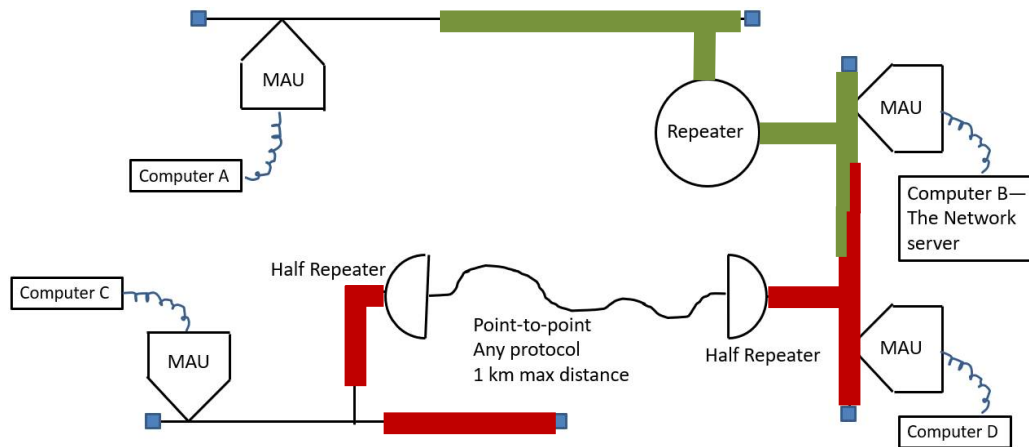 MAU
MAU
Repeater
Computer A
Computer B—
The Network
server
Half Repeater
Computer C
Point-to-point
Any protocol
1 km max distance
Half Repeater
MAU
MAU
Computer D